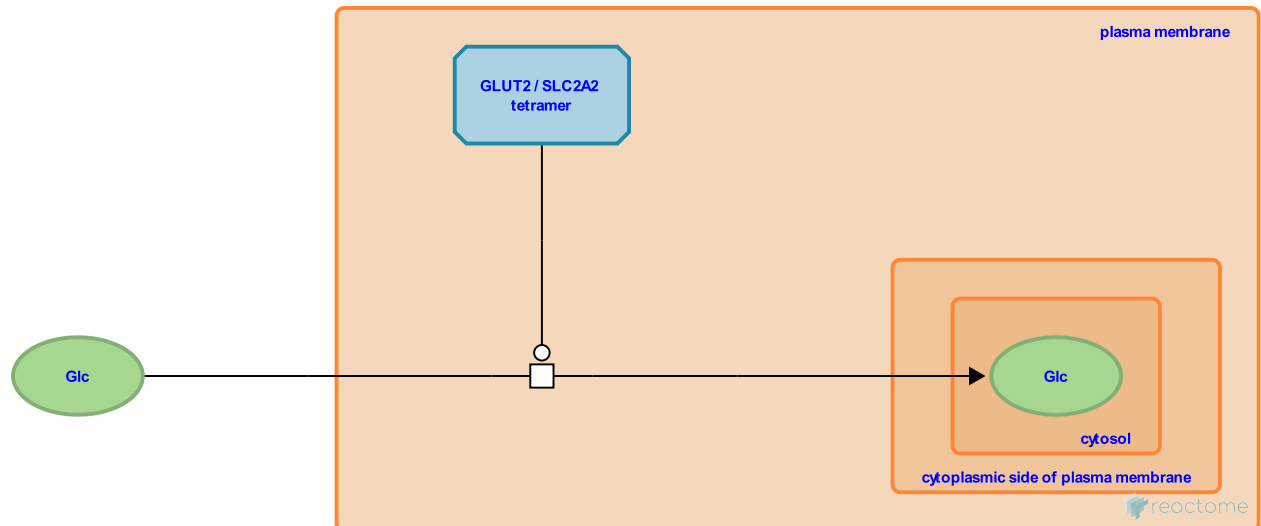 plasma membrane
GLUT2 / SLC2A2
tetramer
Glc
Glc
cytosol
cytoplasmic side of plasma membrane
reactome